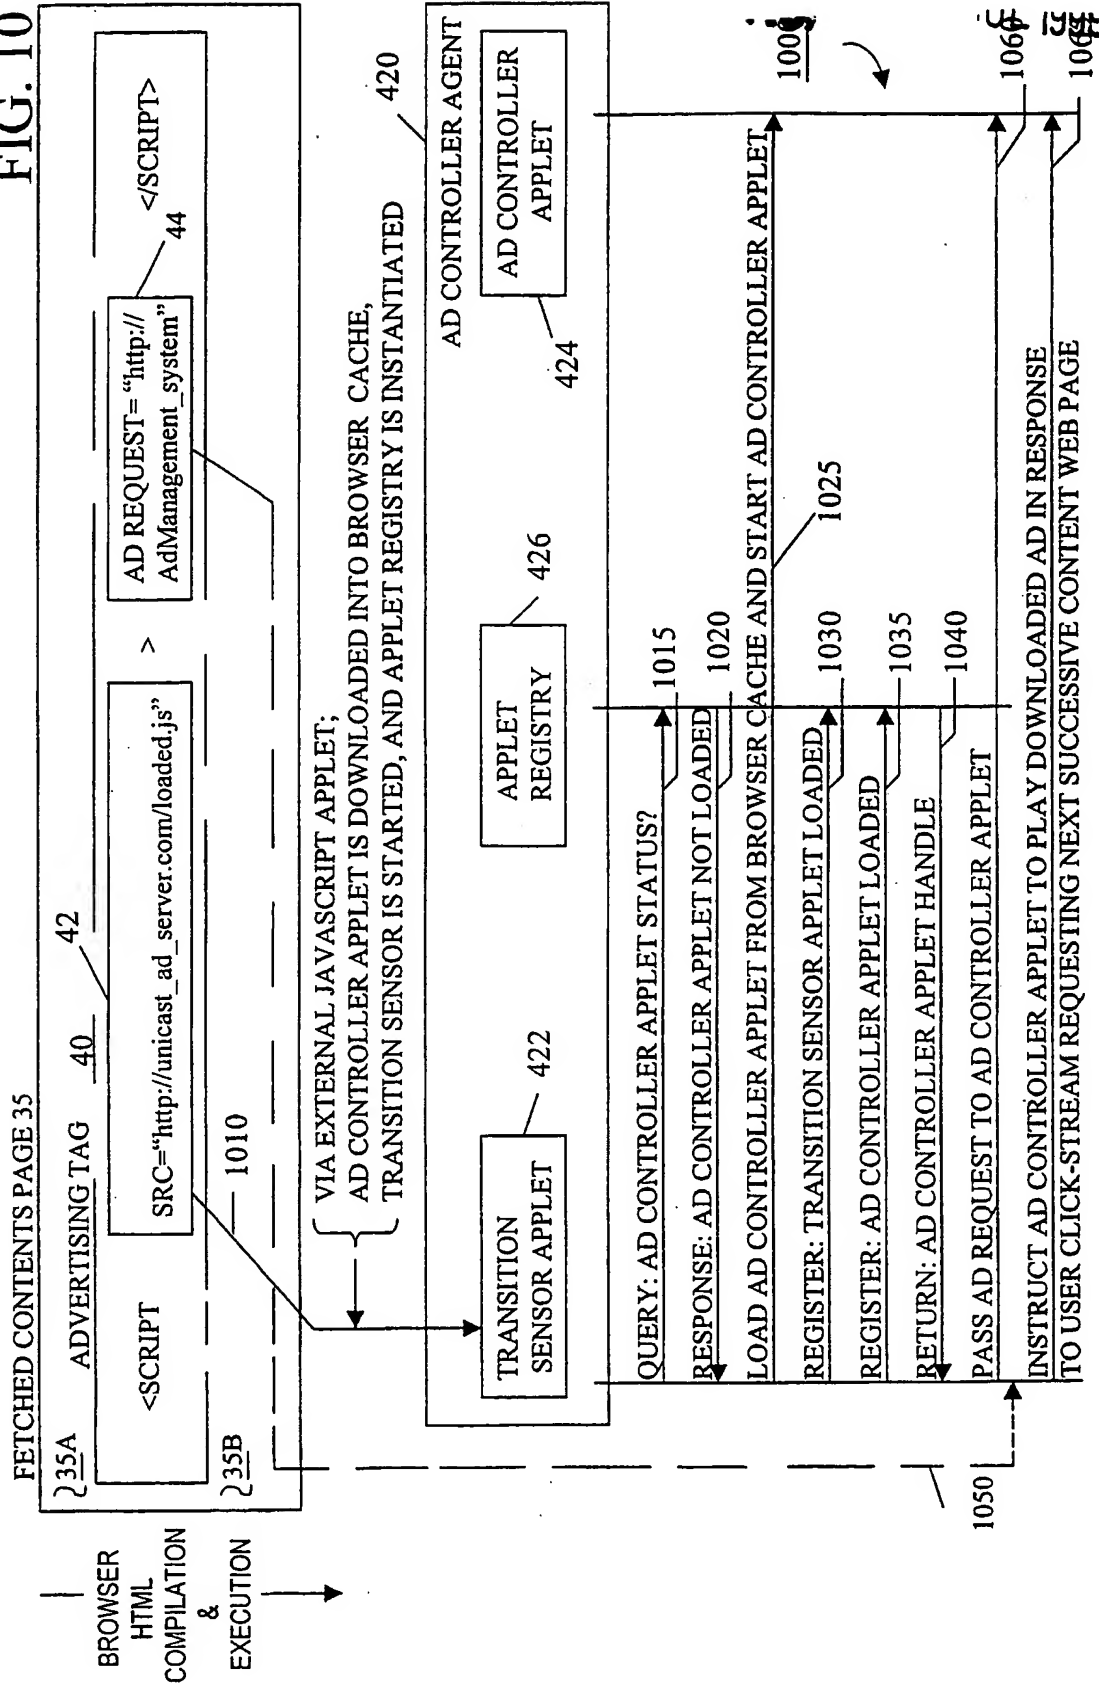 FIG. 10
FETCHED CONTENTS PAGE 35
35A
ADVERTISING TAG 40
42
<SCRIPT
SRC="http://unicast_ad_server.com/loaded.js"
>
AD REQUEST="http://
AdManagement_system"
</SCRIPT>
44
35B
1010
BROWSER
HTML
COMPILATION
&
EXECUTION
VIA EXTERNAL JAVASCRIPT APPLET;
AD CONTROLLER APPLET IS DOWNLOADED INTO BROWSER CACHE,
TRANSITION SENSOR IS STARTED, AND APPLET REGISTRY IS INSTANTIATED
420
AD CONTROLLER AGENT
TRANSITION
SENSOR APPLET
422
APPLET
REGISTRY
426
AD CONTROLLER
APPLET
424
1000
QUERY: AD CONTROLLER APPLET STATUS?
1015
RESPONSE: AD CONTROLLER APPLET NOT LOADED
1020
LOAD AD CONTROLLER APPLET FROM BROWSER CACHE AND START AD CONTROLLER APPLET
1025
REGISTER: TRANSITION SENSOR APPLET LOADED
1030
REGISTER: AD CONTROLLER APPLET LOADED
1035
RETURN: AD CONTROLLER APPLET HANDLE
1040
PASS AD REQUEST TO AD CONTROLLER APPLET
1050
INSTRUCT AD CONTROLLER APPLET TO PLAY DOWNLOADED AD IN RESPONSE
TO USER CLICK-STREAM REQUESTING NEXT SUCCESSIVE CONTENT WEB PAGE